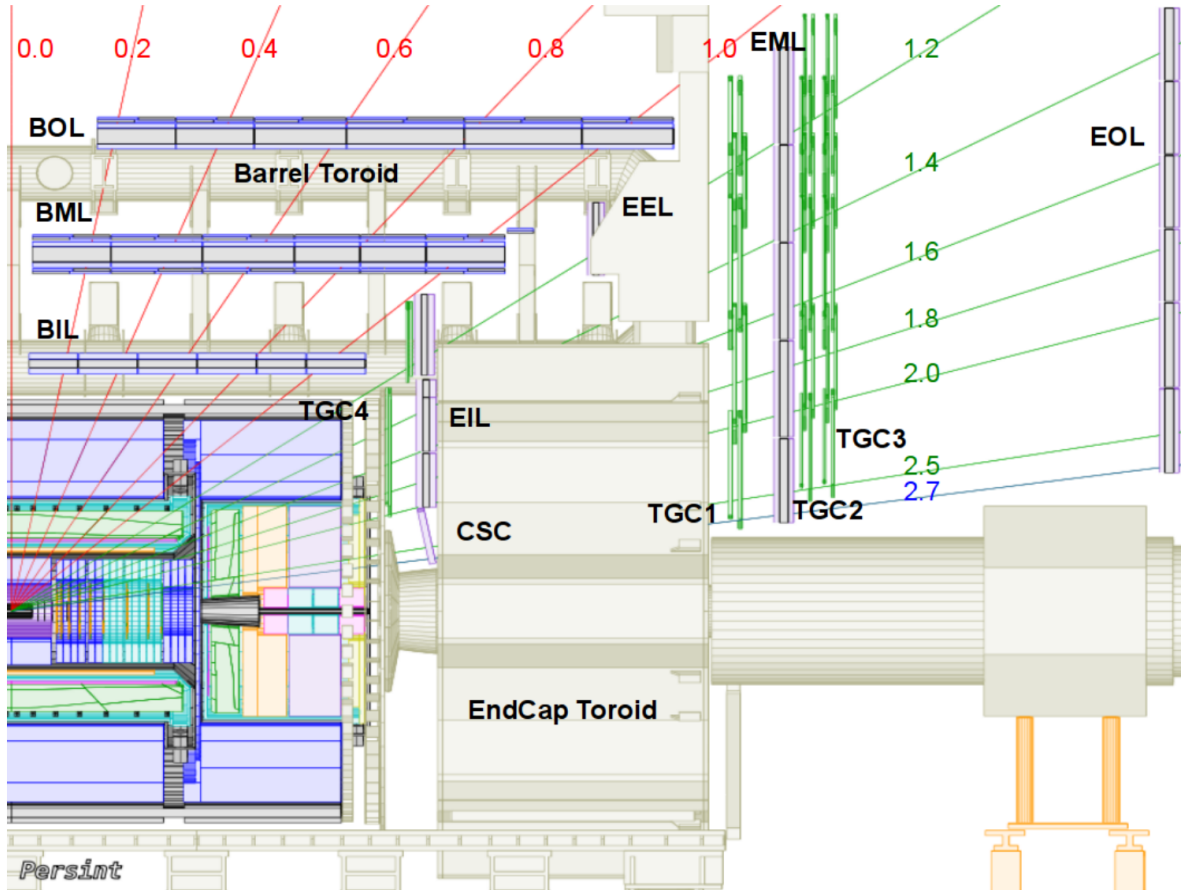 0.0 0.2 0.4 0.6 0.8 1.0 EML 1.2
BOL
EOL
1.4
Barrel Toroid
BML EEL
1.6
BIL 1.8
2.0
TGC4 EIL
TGC3
2.5
2.7
TGC1 TGC2
CSC
EndCap Toroid
Persint